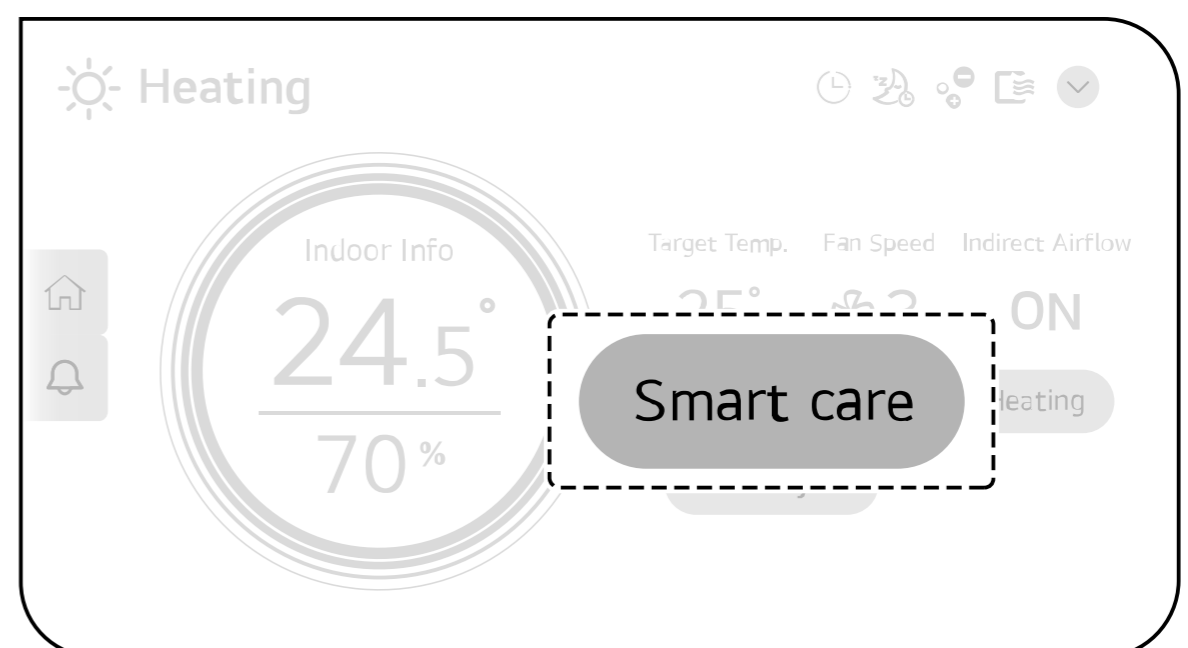 Heating
Indoor Info
24.5°
70%
Target Temp. Fan Speed Indirect Airflow
ON
Smart care